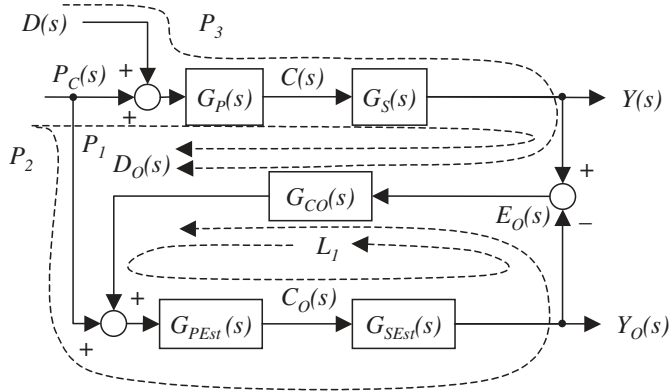 D(s)
P3
PC(s)
+
+
GP(s)
C(s)
GS(s)
Y(s)
P2
P1
DO(s)
GCO(s)
+
EO(s)
−
L1
+
+
GPEst(s)
CO(s)
GSEst(s)
YO(s)